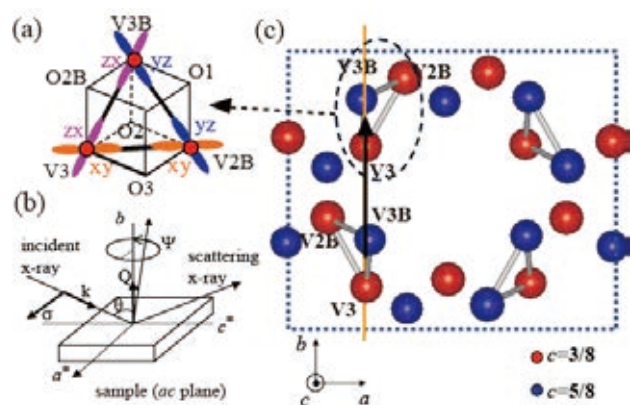 (a)
V3B
zx yz
O2B
O1
zx
O2
yz
V3
xy
xy
V2B
O3
(b)
b
Ψ
incident
x-ray
scattering
x-ray
Q
k
θ
σ
c*
a*
sample (ac plane)
(c)
V3B
V2B
V3
V3B
V2B
V3
b
c
a
c=3/8
c=5/8